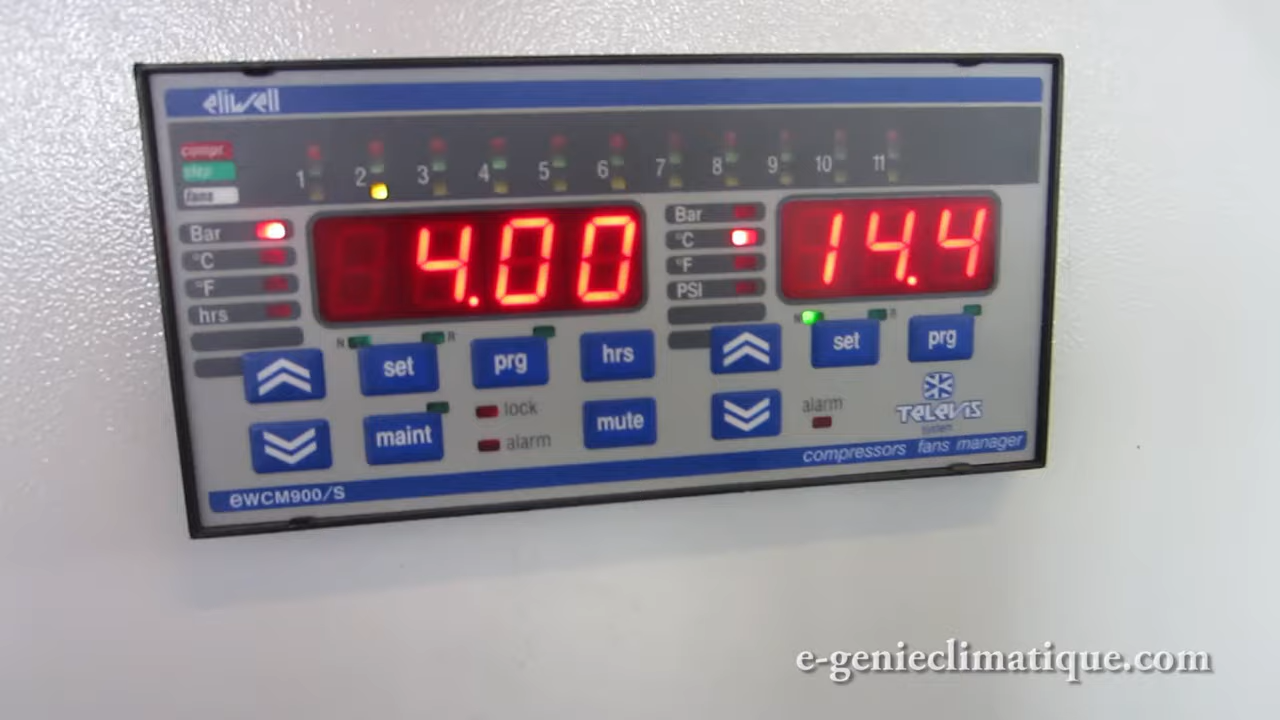 eliwell
compr.
step
fans
1 2 3 4 5 6 7 8 9 10 11
Bar
°C
°F
hrs
4.00
Bar
°C
°F
PSI
14.4
N R
set
prg
hrs
N R
set
prg
maint
lock
alarm
mute
alarm
TELEVIS
system
compressors fans manager
eWCM900/S
e-genieclimatique.com